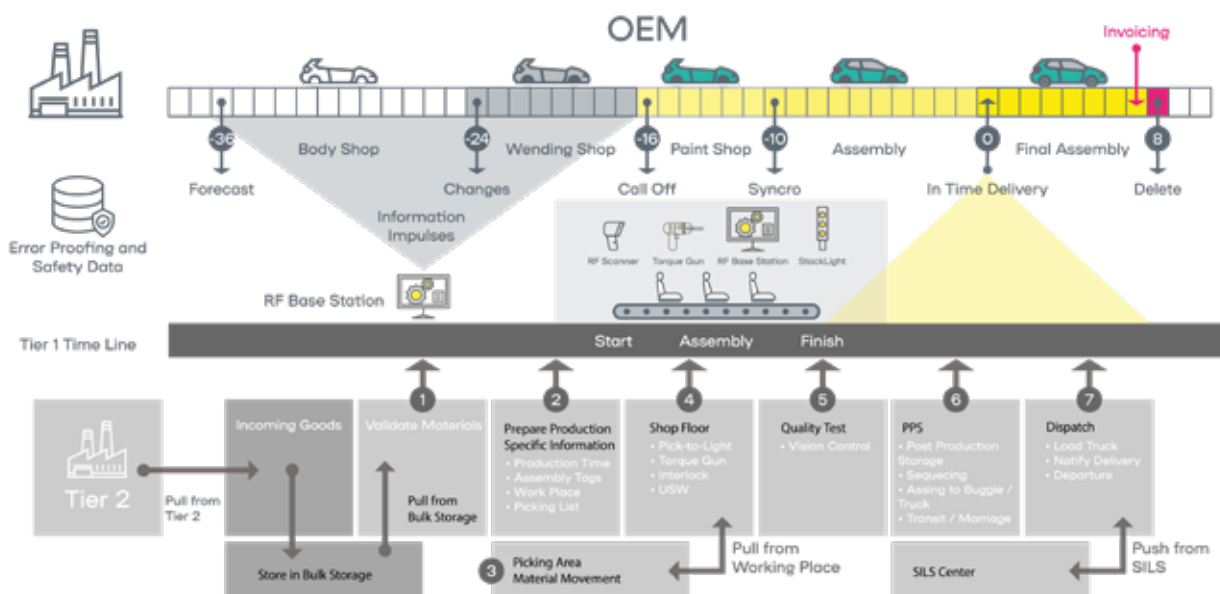 OEM
Invoicing
-36
-24
-16
-10
0
8
Body Shop
Wending Shop
Paint Shop
Assembly
Final Assembly
Forecast
Changes
Call Off
Syncro
In Time Delivery
Delete
Information
Impulses
Error Proofing and
Safety Data
RF Scanner
Torque Gun
RF Base Station
StackLight
RF Base Station
Tier 1 Time Line
Start
Assembly
Finish
1
2
4
5
6
7
Tier 2
Pull from
Tier 2
Incoming Goods
Validate Materials
Pull from
Bulk Storage
Store in Bulk Storage
Prepare Production
Specific Information
• Production Time
• Assembly Tags
• Work Place
• Picking List
3
Picking Area
Material Movement
Shop Floor
• Pick-to-Light
• Torque Gun
• Interlock
• USW
Pull from
Working Place
Quality Test
• Vision Control
PPS
• Post Production
Storage
• Sequecing
• Assing to Buggie /
Truck
• Transit / Marriage
SILS Center
Dispatch
• Load Truck
• Notify Delivery
• Departure
Push from
SILS